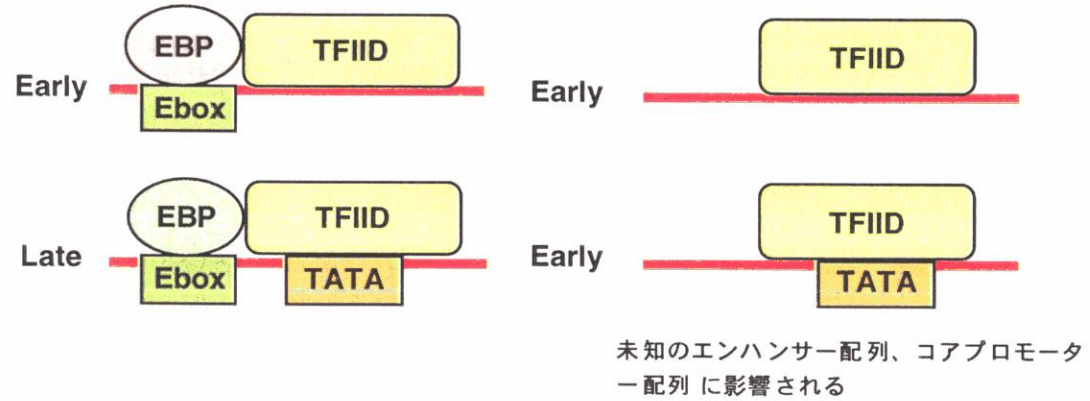 EBP TFIID
Early
Ebox
TFIID
Early
EBP TFIID
Late
Ebox TATA
TFIID
Early
TATA
未知のエンハンサー配列、コアプロモータ
ー配列 に影響される